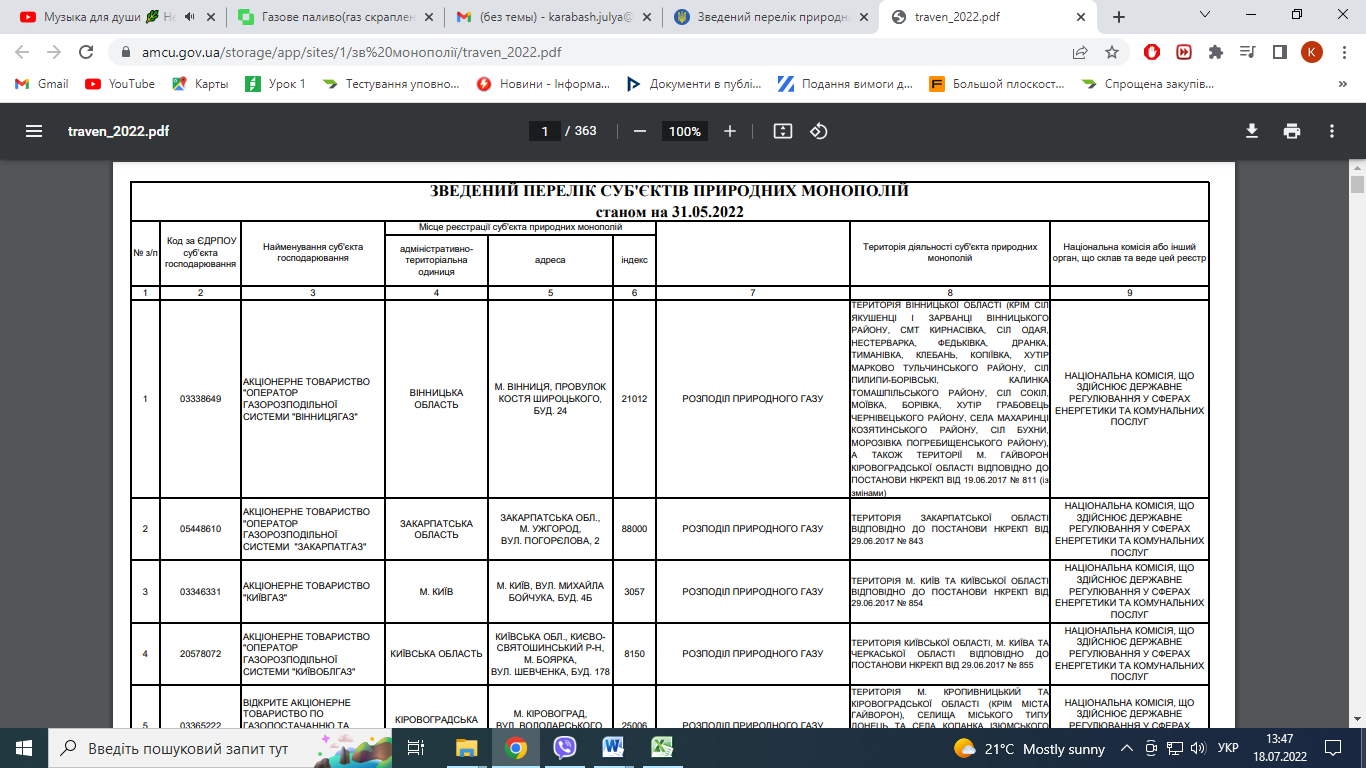 Музыка для души
Газове паливо(газ скраплен
(без темы) - karabash.julya@
Зведений перелік природн
traven_2022.pdf
amcu.gov.ua/storage/app/sites/1/зв%20монополії/traven_2022.pdf
Gmail
YouTube
Карты
Урок 1
Тестування уповно...
Новини - Інформа...
Документи в публі...
Подання вимоги д...
Большой плоскост...
Спрощена закупів...
»
traven_2022.pdf
1 / 363
100%
ЗВЕДЕНИЙ ПЕРЕЛІК СУБ'ЄКТІВ ПРИРОДНИХ МОНОПОЛІЙ
станом на 31.05.2022
№ з/п
Код за ЄДРПОУ
суб'єкта
господарювання
Найменування суб'єкта
господарювання
Місце реєстрації суб'єкта природних монополій
адміністративно-
територіальна
одиниця
адреса
індекс
Територія діяльності суб'єкта природних
монополій
Національна комісія або інший
орган, що склав та веде цей реєстр
1 2 3 4 5 6 7 8 9
1
03338649
АКЦІОНЕРНЕ ТОВАРИСТВО
"ОПЕРАТОР
ГАЗОРОЗПОДІЛЬНОЇ
СИСТЕМИ "ВІННИЦЯГАЗ"
ВІННИЦЬКА
ОБЛАСТЬ
М. ВІННИЦЯ, ПРОВУЛОК
КОСТЯ ШИРОЦЬКОГО,
БУД. 24
21012
РОЗПОДІЛ ПРИРОДНОГО ГАЗУ
ТЕРИТОРІЯ ВІННИЦЬКОЇ ОБЛАСТІ (КРІМ СІЛ
ЯКУШЕНЦІ І ЗАРВАНЦІ ВІННИЦЬКОГО
РАЙОНУ, СМТ КИРНАСІВКА, СІЛ ОДАЯ,
НЕСТЕРВАРКА, ФЕДЬКІВКА, ДРАНКА,
ТИМАНІВКА, КЛЕБАНЬ, КОПІЇВКА, ХУТІР
МАРКОВО ТУЛЬЧИНСЬКОГО РАЙОНУ, СІЛ
ПИЛИПИ-БОРІВСЬКІ, КАЛИНКА
ТОМАШПІЛЬСЬКОГО РАЙОНУ, СІЛ СОКІЛ,
МОЇВКА, БОРІВКА, ХУТІР ГРАБОВЕЦЬ
ЧЕРНІВЕЦЬКОГО РАЙОНУ, СЕЛА МАХАРИНЦІ
КОЗЯТИНСЬКОГО РАЙОНУ, СІЛ БУХНИ,
МОРОЗІВКА ПОГРЕБИЩЕНСЬКОГО РАЙОНУ),
А ТАКОЖ ТЕРИТОРІЇ М. ГАЙВОРОН
КІРОВОГРАДСЬКОЇ ОБЛАСТІ ВІДПОВІДНО ДО
ПОСТАНОВИ НКРЕКП ВІД 19.06.2017 № 811 (із
змінами)
НАЦІОНАЛЬНА КОМІСІЯ, ЩО
ЗДІЙСНЮЄ ДЕРЖАВНЕ
РЕГУЛЮВАННЯ У СФЕРАХ
ЕНЕРГЕТИКИ ТА КОМУНАЛЬНИХ
ПОСЛУГ
2
05448610
АКЦІОНЕРНЕ ТОВАРИСТВО
"ОПЕРАТОР
ГАЗОРОЗПОДІЛЬНОЇ
СИСТЕМИ "ЗАКАРПАТГАЗ"
ЗАКАРПАТСЬКА
ОБЛАСТЬ
ЗАКАРПАТСЬКА ОБЛ.,
М. УЖГОРОД,
ВУЛ. ПОГОРЄЛОВА, 2
88000
РОЗПОДІЛ ПРИРОДНОГО ГАЗУ
ТЕРИТОРІЯ ЗАКАРПАТСЬКОЇ ОБЛАСТІ
ВІДПОВІДНО ДО ПОСТАНОВИ НКРЕКП ВІД
29.06.2017 № 843
НАЦІОНАЛЬНА КОМІСІЯ, ЩО
ЗДІЙСНЮЄ ДЕРЖАВНЕ
РЕГУЛЮВАННЯ У СФЕРАХ
ЕНЕРГЕТИКИ ТА КОМУНАЛЬНИХ
ПОСЛУГ
3
03346331
АКЦІОНЕРНЕ ТОВАРИСТВО
"КИЇВГАЗ"
М. КИЇВ
М. КИЇВ, ВУЛ. МИХАЙЛА
БОЙЧУКА, БУД. 4Б
3057
РОЗПОДІЛ ПРИРОДНОГО ГАЗУ
ТЕРИТОРІЯ М. КИЇВ ТА КИЇВСЬКОЇ ОБЛАСТІ
ВІДПОВІДНО ДО ПОСТАНОВИ НКРЕКП ВІД
29.06.2017 № 854
НАЦІОНАЛЬНА КОМІСІЯ, ЩО
ЗДІЙСНЮЄ ДЕРЖАВНЕ
РЕГУЛЮВАННЯ У СФЕРАХ
ЕНЕРГЕТИКИ ТА КОМУНАЛЬНИХ
ПОСЛУГ
4
20578072
АКЦІОНЕРНЕ ТОВАРИСТВО
"ОПЕРАТОР
ГАЗОРОЗПОДІЛЬНОЇ
СИСТЕМИ "КИЇВОБЛГАЗ"
КИЇВСЬКА ОБЛАСТЬ
КИЇВСЬКА ОБЛ., КИЄВО-
СВЯТОШИНСЬКИЙ Р-Н,
М. БОЯРКА,
ВУЛ. ШЕВЧЕНКА, БУД. 178
8150
РОЗПОДІЛ ПРИРОДНОГО ГАЗУ
ТЕРИТОРІЯ КИЇВСЬКОЇ ОБЛАСТІ, М. КИЇВА ТА
ЧЕРКАСЬКОЇ ОБЛАСТІ ВІДПОВІДНО ДО
ПОСТАНОВИ НКРЕКП ВІД 29.06.2017 № 855
НАЦІОНАЛЬНА КОМІСІЯ, ЩО
ЗДІЙСНЮЄ ДЕРЖАВНЕ
РЕГУЛЮВАННЯ У СФЕРАХ
ЕНЕРГЕТИКИ ТА КОМУНАЛЬНИХ
ПОСЛУГ
5
03365222
ВІДКРИТЕ АКЦІОНЕРНЕ
ТОВАРИСТВО ПО
ГАЗОПОСТАЧАННЮ ТА
КІРОВОГРАДСЬКА
М. КІРОВОГРАД,
ВУЛ. ВОЛОДАРСЬКОГО
25006
РОЗПОДІЛ ПРИРОДНОГО ГАЗУ
ТЕРИТОРІЯ М. КРОПИВНИЦЬКИЙ ТА
КІРОВОГРАДСЬКОЇ ОБЛАСТІ (КРІМ МІСТА
ГАЙВОРОН), СЕЛИЩА МІСЬКОГО ТИПУ
ДОНЕЦЬ ТА СЕЛА КОПАНКА ІЗЮМСЬКОГО
НАЦІОНАЛЬНА КОМІСІЯ, ЩО
ЗДІЙСНЮЄ ДЕРЖАВНЕ
РЕГУЛЮВАННЯ У СФЕРАХ
Введіть пошуковий запит тут
21°C Mostly sunny
УКР
13:47
18.07.2022